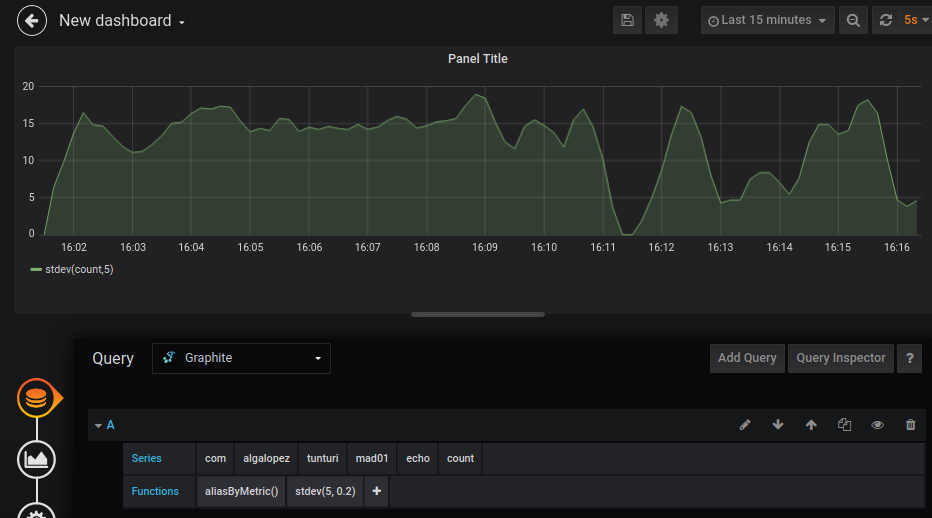 New dashboard
Last 15 minutes
5s
Panel Title
20
15
10
5
0
16:02 16:03 16:04 16:05 16:06 16:07 16:08 16:09 16:10 16:11 16:12 16:13 16:14 16:15 16:16
stdev(count,5)
Query Graphite Add Query Query Inspector ?
A
Series com algalopez tunturi mad01 echo count
Functions aliasByMetric() stdev(5, 0.2) +